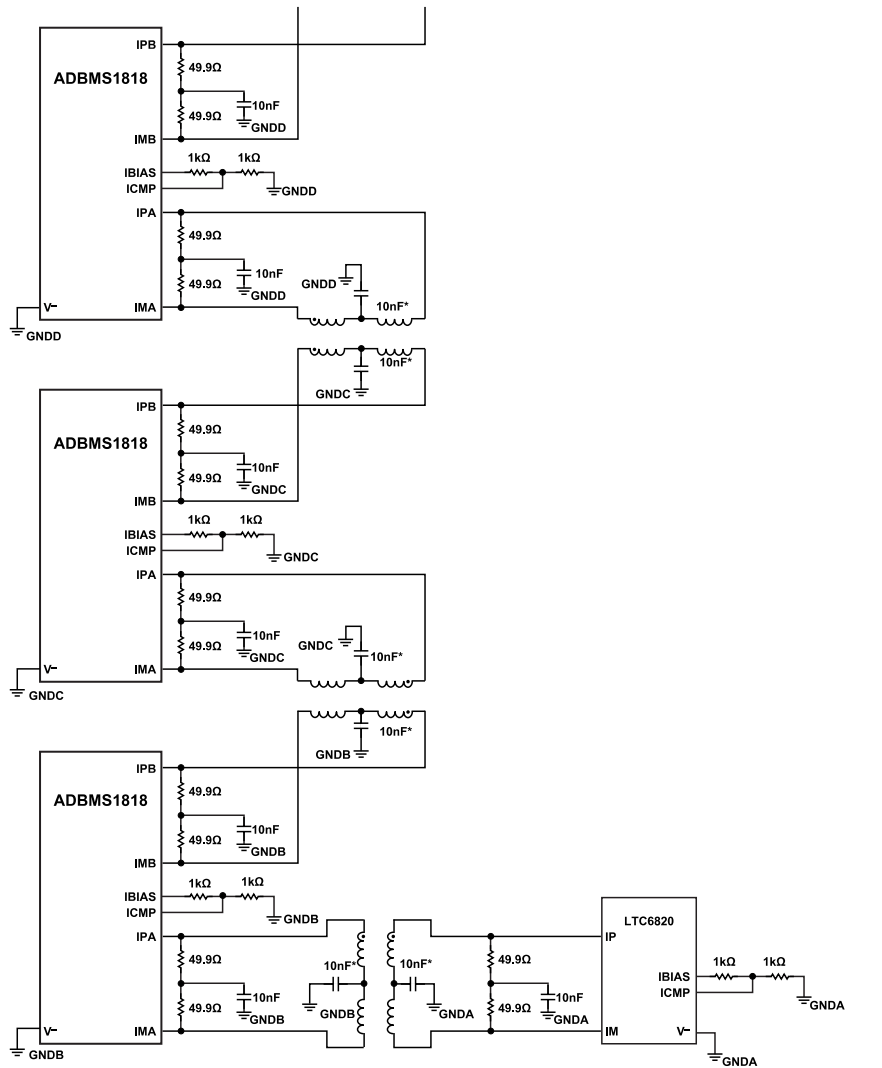 IPB
49.9Ω
ADBMS1818
10nF
49.9Ω
GNDD
IMB
1kΩ 1kΩ
IBIAS
ICMP
GNDD
IPA
49.9Ω
10nF
GNDD
49.9Ω
GNDD
10nF*
V–
IMA
GNDD
10nF*
GNDC
IPB
49.9Ω
ADBMS1818
10nF
49.9Ω
GNDC
IMB
1kΩ 1kΩ
IBIAS
ICMP
GNDC
IPA
49.9Ω
10nF
49.9Ω
GNDC
GNDC
10nF*
V–
IMA
GNDC
10nF*
GNDB
IPB
49.9Ω
ADBMS1818
10nF
49.9Ω
GNDB
IMB
1kΩ 1kΩ
IBIAS
ICMP
GNDB
IPA
49.9Ω
10nF
49.9Ω
GNDB
V–
IMA
GNDB
10nF*
GNDB
10nF*
GNDA
49.9Ω
10nF
49.9Ω
GNDA
LTC6820
IP
1kΩ 1kΩ
IBIAS
ICMP
GNDA
IM
V–
GNDA